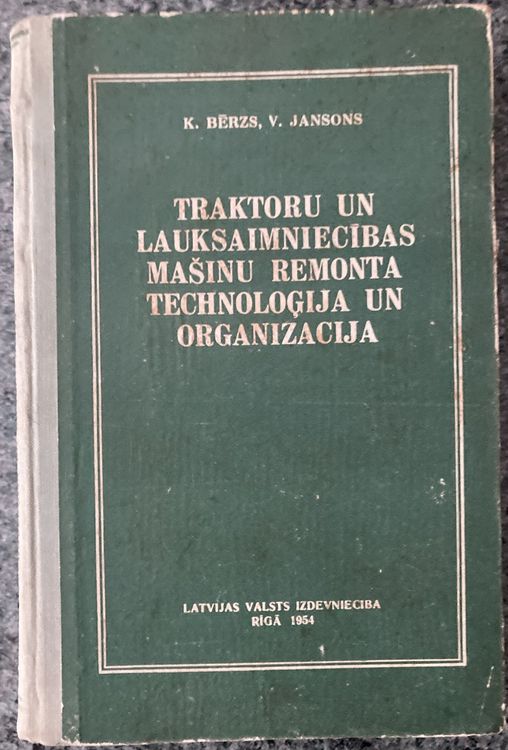 K. BĒRZS, V. JANSONS
TRAKTORU UN
LAUKSAIMNIECĪBAS
MAŠINU REMONTA
TECHNOLOĢIJA UN
ORGANIZACIJA
LATVIJAS VALSTS IZDEVNIECĪBA
RĪGĀ 1954